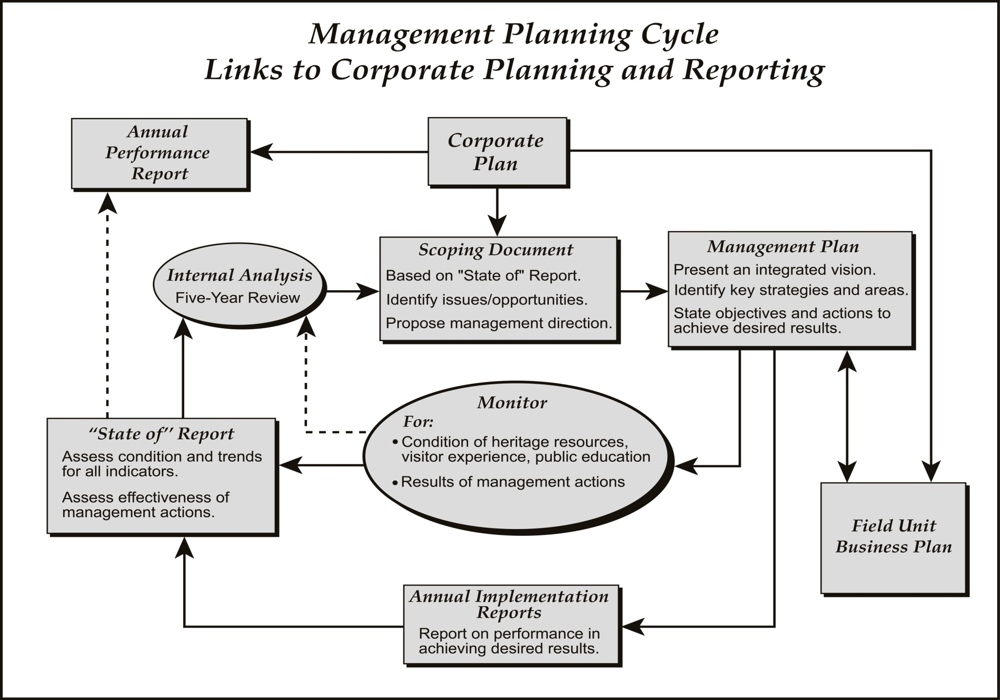 Management Planning Cycle
Links to Corporate Planning and Reporting
Annual
Performance
Report
Corporate
Plan
Internal Analysis
Five-Year Review
Scoping Document
Based on "State of" Report.
Identify issues/opportunities.
Propose management direction.
Management Plan
Present an integrated vision.
Identify key strategies and areas.
State objectives and actions to
achieve desired results.
“State of” Report
Assess condition and trends
for all indicators.
Assess effectiveness of
management actions.
Monitor
For:
• Condition of heritage resources,
visitor experience, public education
• Results of management actions
Field Unit
Business Plan
Annual Implementation
Reports
Report on performance in
achieving desired results.